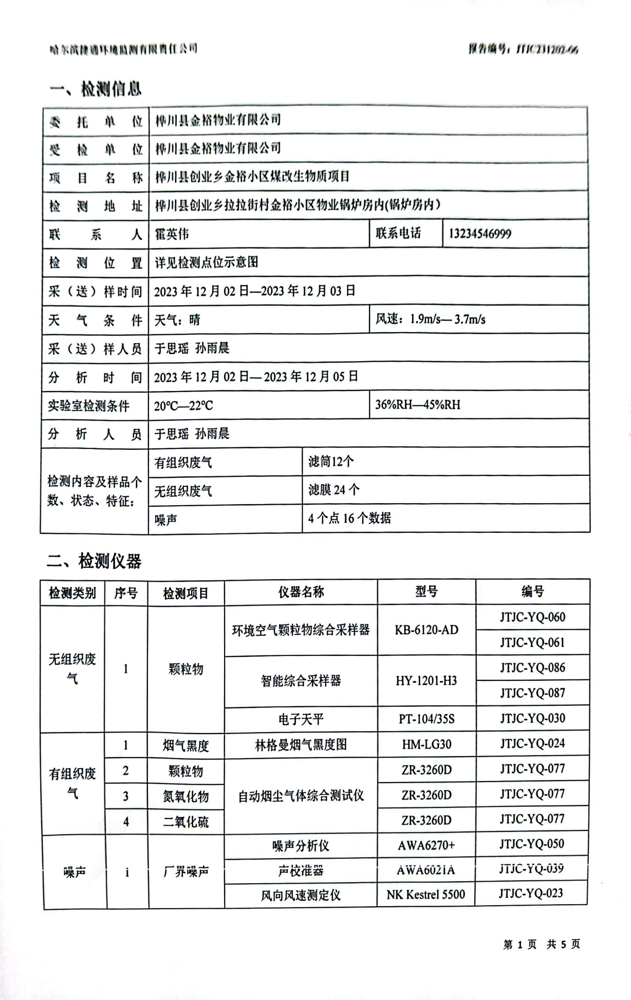 哈尔滨捷通环境监测有限责任公司 报告编号：JTJC231202-06
一、检测信息
委托单位 桦川县金裕物业有限公司
受检单位 桦川县金裕物业有限公司
项目名称 桦川县创业乡金裕小区煤改生物质项目
检测地址 桦川县创业乡拉拉街村金裕小区物业锅炉房内(锅炉房内）
联系人 霍英伟 联系电话 13234546999
检测位置 详见检测点位示意图
采（送）样时间 2023 年 12 月 02 日—2023 年 12 月 03 日
天气条件 天气：晴 风速：1.9m/s— 3.7m/s
采（送）样人员 于思瑶 孙雨晨
分析时间 2023 年 12 月 02 日— 2023 年 12 月 05 日
实验室检测条件 20℃—22℃ 36%RH—45%RH
分析人员 于思瑶 孙雨晨
检测内容及样品个
数、状态、特征：
有组织废气 滤筒12个
无组织废气 滤膜 24 个
噪声 4 个点 16 个数据
二、检测仪器
检测类别 序号 检测项目 仪器名称 型号 编号
无组织废
气
1 颗粒物 环境空气颗粒物综合采样器 KB-6120-AD JTJC-YQ-060
JTJC-YQ-061
智能综合采样器 HY-1201-H3 JTJC-YQ-086
JTJC-YQ-087
电子天平 PT-104/35S JTJC-YQ-030
有组织废
气
1 烟气黑度 林格曼烟气黑度图 HM-LG30 JTJC-YQ-024
2 颗粒物 自动烟尘气体综合测试仪 ZR-3260D JTJC-YQ-077
3 氮氧化物 ZR-3260D JTJC-YQ-077
4 二氧化硫 ZR-3260D JTJC-YQ-077
噪声 1 厂界噪声 噪声分析仪 AWA6270+ JTJC-YQ-050
声校准器 AWA6021A JTJC-YQ-039
风向风速测定仪 NK Kestrel 5500 JTJC-YQ-023
第 1 页 共 5 页